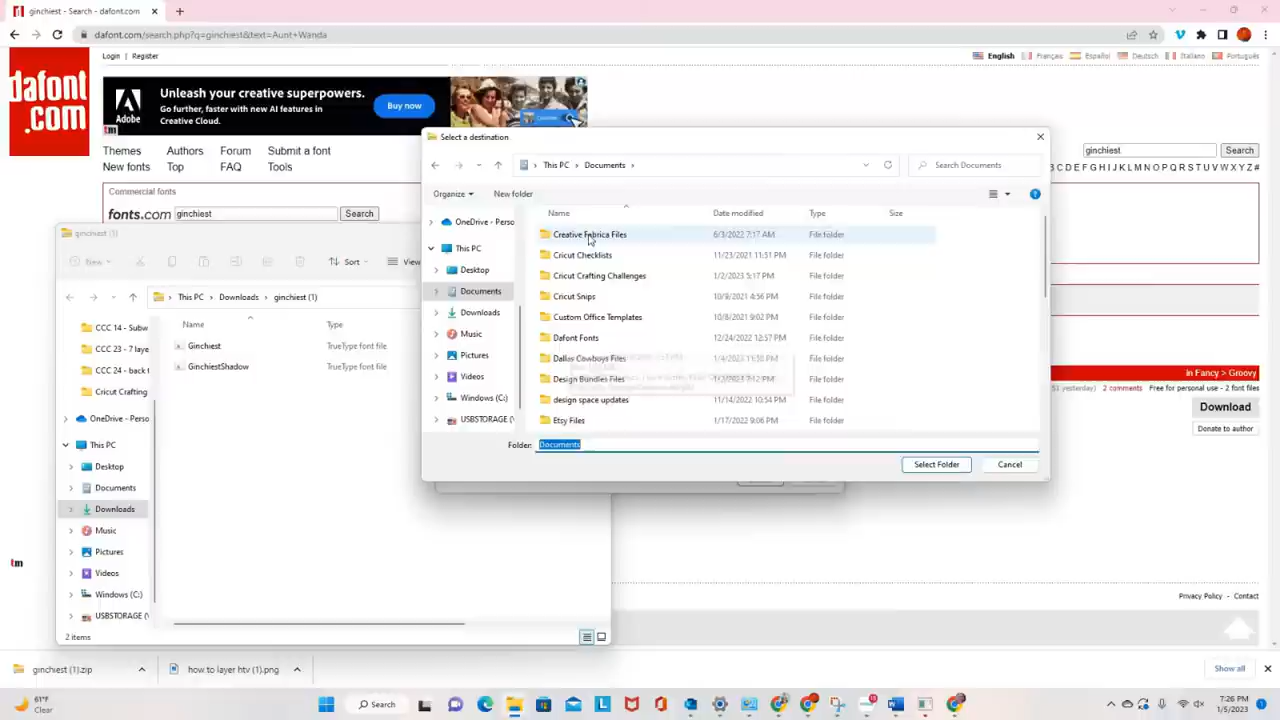 ginchiest - Search - dafont.com
dafont.com/search.php?q=ginchiest&text=Aunt+Wanda
Login | Register
English Français Español Deutsch Italiano Português
dafont
.com
Adobe
Unleash your creative superpowers.
Go further, faster with new AI features in
Creative Cloud.
Buy now
tm
Themes Authors Forum Submit a font
New fonts Top FAQ Tools
ginchiest Search
C D E F G H I J K L M N O P Q R S T U V W X Y Z #
Commercial fonts
fonts.com ginchiest Search
in Fancy > Groovy
yesterday) 2 comments Free for personal use - 2 font files
Download
Donate to author
Select a destination
This PC > Documents >
Search Documents
Organize New folder
Name Date modified Type Size
Creative Fabrica Files 6/3/2022 7:17 AM File folder
Cricut Checklists 11/23/2021 11:51 PM File folder
Cricut Crafting Challenges 1/2/2023 5:17 PM File folder
Cricut Snips 10/9/2021 4:56 PM File folder
Custom Office Templates 10/8/2021 9:02 PM File folder
Dafont Fonts 12/24/2022 12:57 PM File folder
Dallas Cowboys Files File folder
Design Bundles Files File folder
design space updates 11/14/2022 10:54 PM File folder
Etsy Files 1/17/2022 9:06 PM File folder
OneDrive - Perso
This PC
Desktop
Documents
Downloads
Music
Pictures
Videos
Windows (C:)
USBSTORAGE (
Folder: Documents
Select Folder Cancel
ginchiest (1)
New Sort View
This PC > Downloads > ginchiest (1)
Name Type
Ginchiest TrueType font file
GinchiestShadow TrueType font file
CCC 14 - Subw
CCC 23 - 7 laye
CCC 24 - back t
Cricut Crafting
OneDrive - Perso
This PC
Desktop
Documents
Downloads
Music
Pictures
Videos
Windows (C:)
USBSTORAGE (
2 items
tm
Privacy Policy - Contact
ginchiest (1).zip
how to layer htv (1).png
Show all
61°F
Clear
Search
7:26 PM
1/5/2023